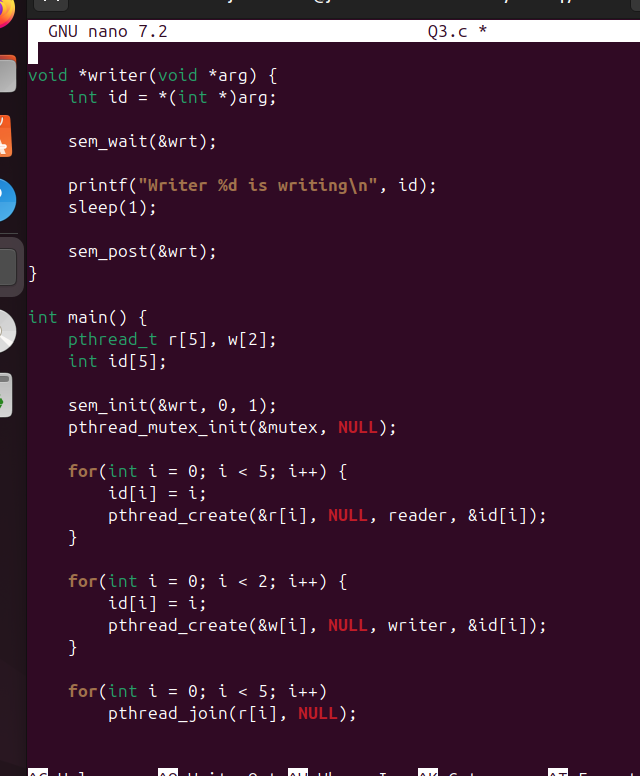 GNU nano 7.2 Q3.c *
void *writer(void *arg) {
    int id = *(int *)arg;
    sem_wait(&wrt);
    printf("Writer %d is writing\n", id);
    sleep(1);
    sem_post(&wrt);
}
int main() {
    pthread_t r[5], w[2];
    int id[5];
    sem_init(&wrt, 0, 1);
    pthread_mutex_init(&mutex, NULL);
    for(int i = 0; i < 5; i++) {
        id[i] = i;
        pthread_create(&r[i], NULL, reader, &id[i]);
    }
    for(int i = 0; i < 2; i++) {
        id[i] = i;
        pthread_create(&w[i], NULL, writer, &id[i]);
    }
    for(int i = 0; i < 5; i++)
        pthread_join(r[i], NULL);